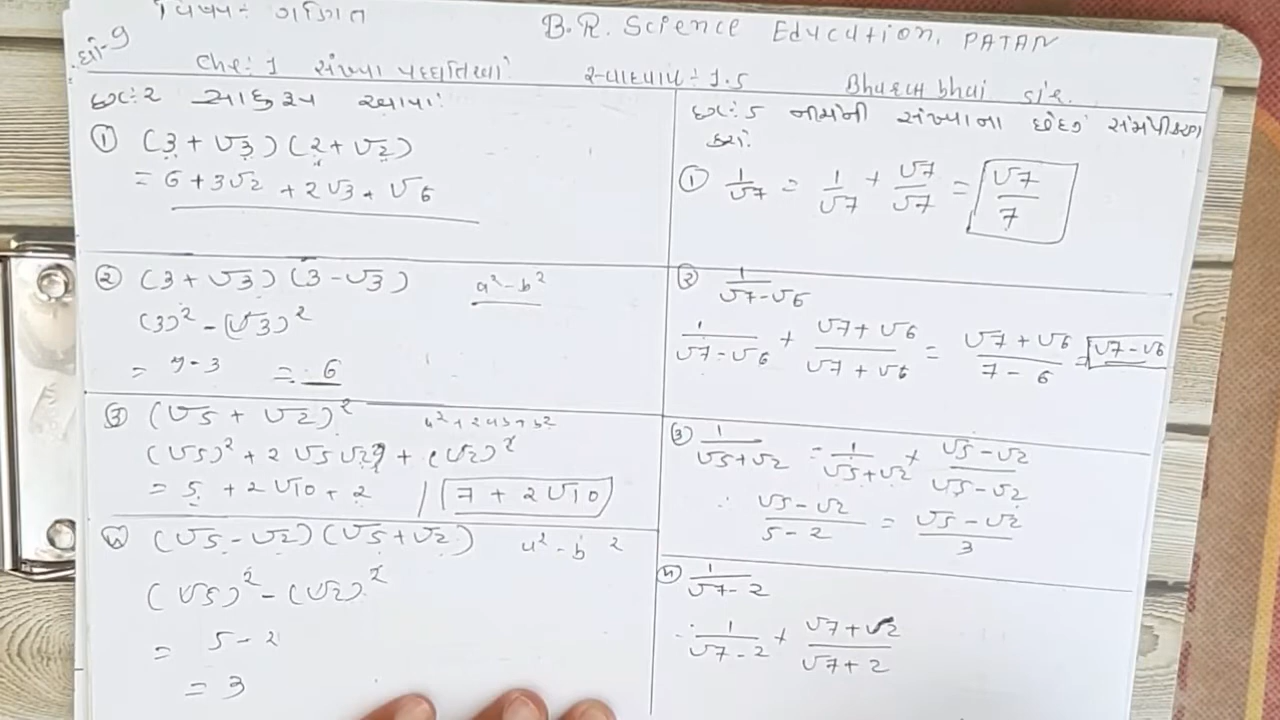 વિષય:- ગણિત
B.R. Science Education, PATAN
ધો-9
Ch: 1 સંખ્યા પદ્ધતિઓ
સ્વાધ્યાય:- 1.5
Bhu bhai sir.
દાઃ૨ સાદુરૂપ આપો:
① (3 + √3) (2 + √2)
= 6 + 3√2 + 2√3 + √6
② (3 + √3) (3 - √3)
a² - b²
(3)² - (√3)²
= 9 - 3 = 6
③ (√5 + √2)²
a² + 2ab + b²
(√5)² + 2√5√2 + (√2)²
= 5 + 2√10 + 2 | 7 + 2√10
④ (√5 - √2) (√5 + √2)
a² - b²
(√5)² - (√2)²
= 5 - 2
= 3
દાઃ5 નીચેની સંખ્યાના છેદનું સંમેયીકરણ
કરો:
① 1/√7 = 1/√7 × √7/√7 = √7/7
② 1/√7-√6
1/√7-√6 × √7+√6/√7+√6 = √7+√6/7-6 = √7-√6
③ 1/√5+√2 = 1/√5+√2 × √5-√2/√5-√2
∴ √5-√2/5-2 = √5-√2/3
④ 1/√7-2
∴ 1/√7-2 × √7+√2/√7+2